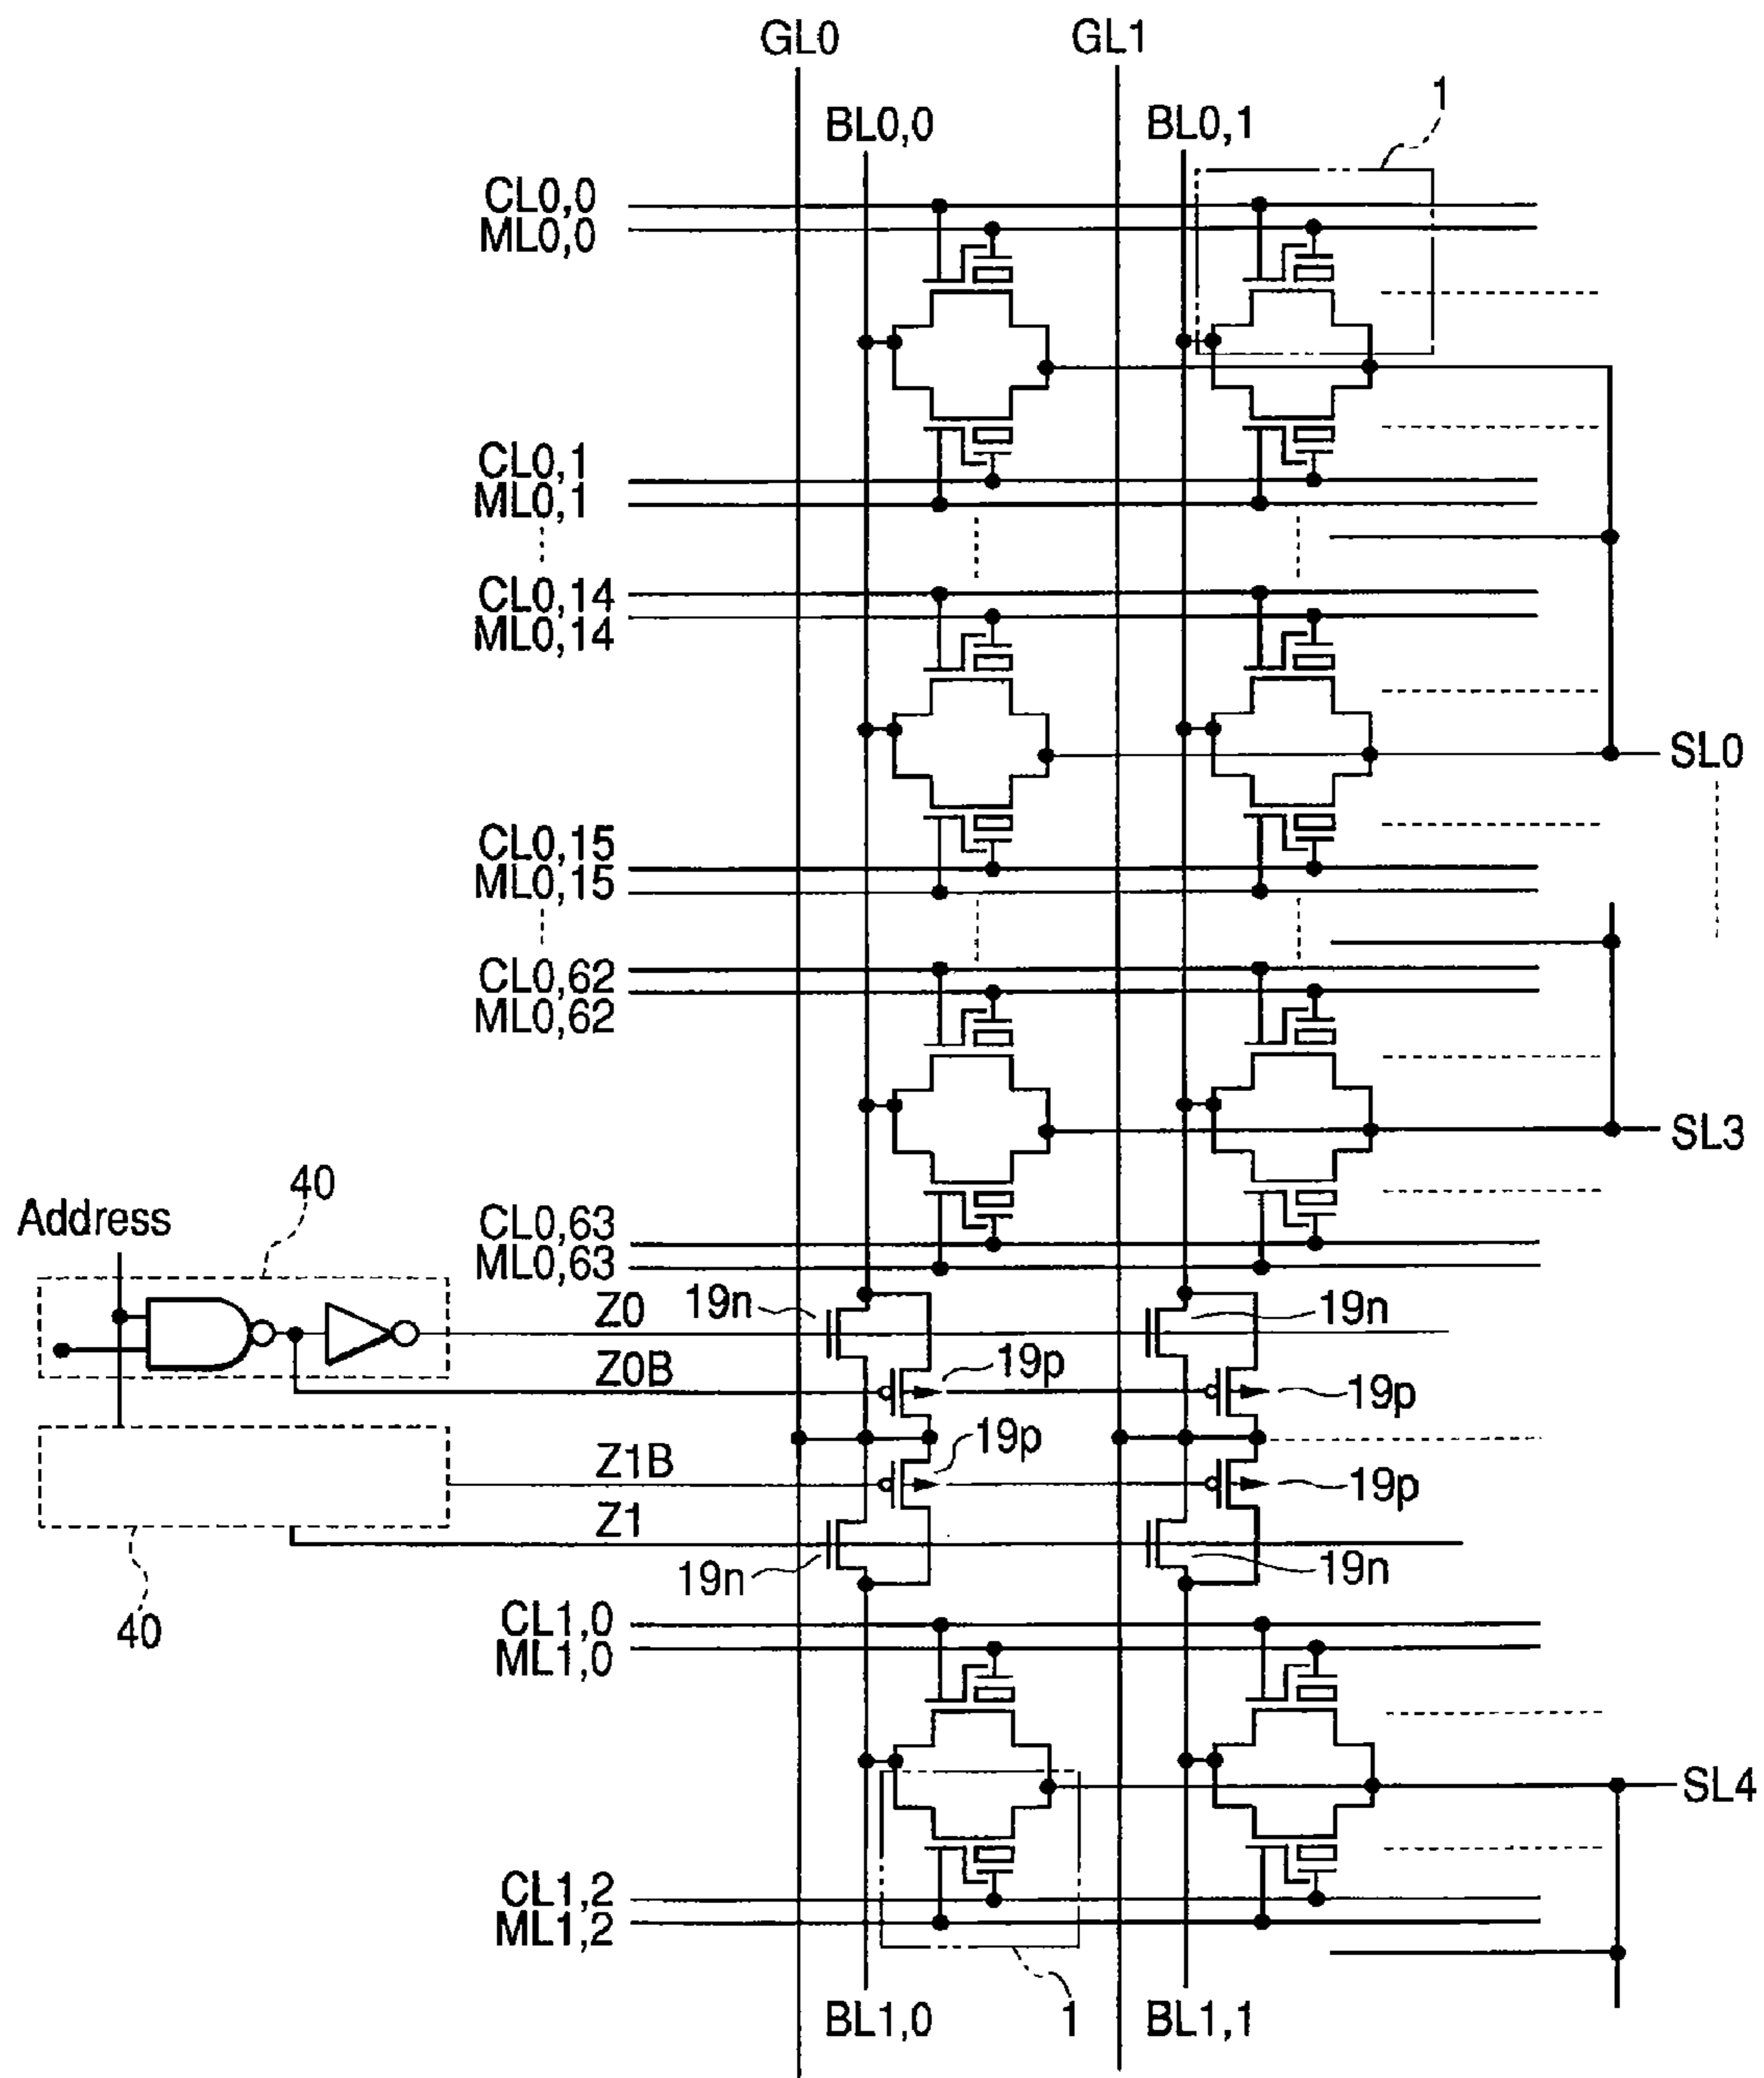 GL0 GL1
BL0,0 BL0,1 1
CL0,0
ML0,0
CL0,1
ML0,1
CL0,14
ML0,14
SL0
CL0,15
ML0,15
CL0,62
ML0,62
SL3
40
Address
CL0,63
ML0,63
Z0 19n 19n
Z0B 19p 19p
Z1B 19p 19p
Z1 19n 19n
40
CL1,0
ML1,0
SL4
CL1,2
ML1,2
BL1,0 1 BL1,1